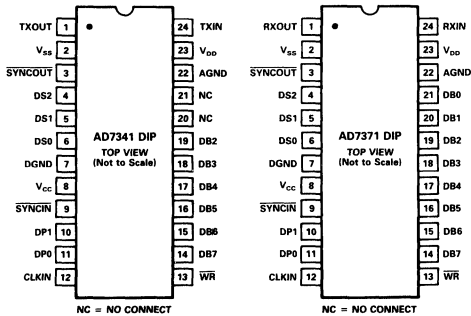 TXOUT 1 24 TXIN
VSS 2 23 VDD
SYNCOUT 3 22 AGND
DS2 4 21 NC
DS1 5 20 NC
DS0 6 19 DB2
DGND 7 18 DB3
VCC 8 17 DB4
SYNCIN 9 16 DB5
DP1 10 15 DB6
DP0 11 14 DB7
CLKIN 12 13 WR
AD7341 DIP
TOP VIEW
(Not to Scale)
NC = NO CONNECT
RXOUT 1 24 RXIN
VSS 2 23 VDD
SYNCOUT 3 22 AGND
DS2 4 21 DB0
DS1 5 20 DB1
DS0 6 19 DB2
DGND 7 18 DB3
VCC 8 17 DB4
SYNCIN 9 16 DB5
DP1 10 15 DB6
DP0 11 14 DB7
CLKIN 12 13 WR
AD7371 DIP
TOP VIEW
(Not to Scale)
NC = NO CONNECT